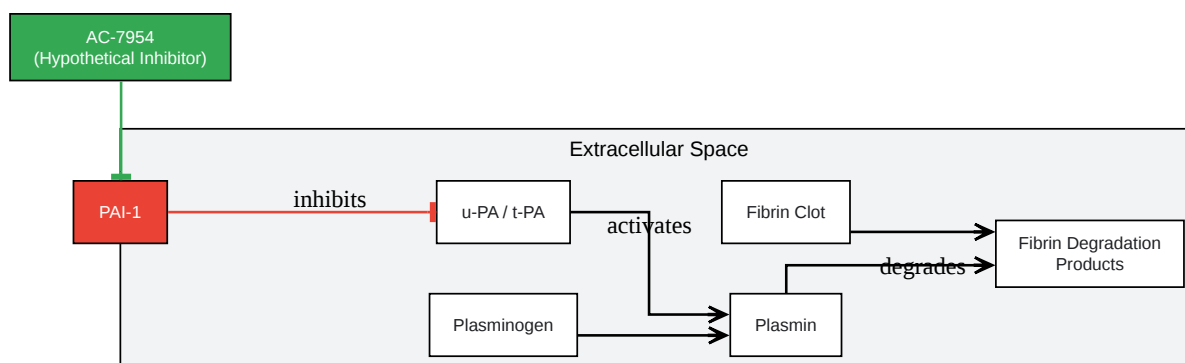 AC-7954
(Hypothetical Inhibitor)
Extracellular Space
PAI-1
inhibits
u-PA / t-PA
activates
Fibrin Clot
Fibrin Degradation
Products
degrades
Plasminogen
Plasmin